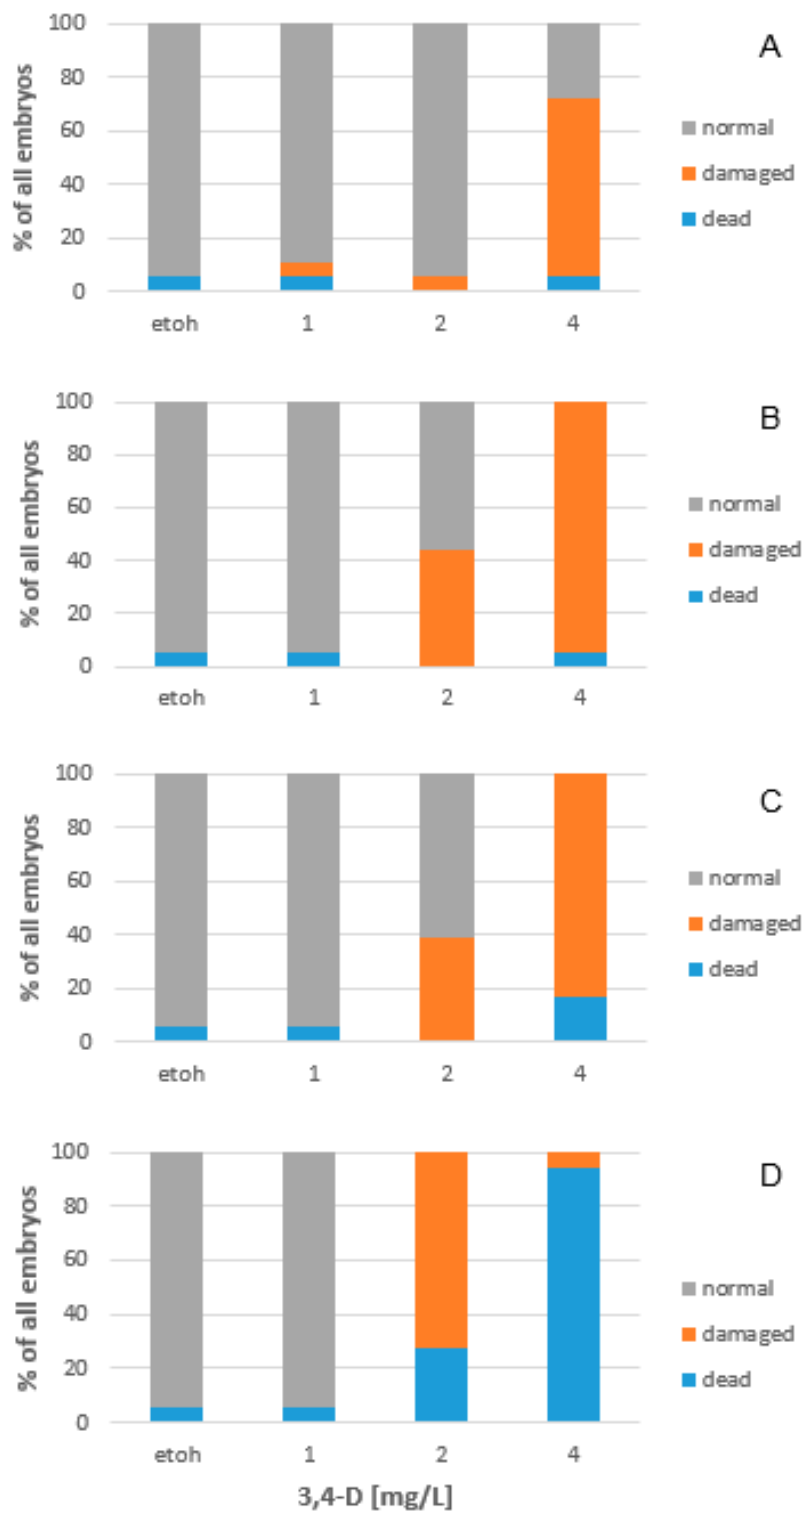 A
% of all embryos
100
80
60
40
20
0
etoh 1 2 4
normal
damaged
dead
B
% of all embryos
100
80
60
40
20
0
etoh 1 2 4
normal
damaged
dead
C
% of all embryos
100
80
60
40
20
0
etoh 1 2 4
normal
damaged
dead
D
% of all embryos
100
80
60
40
20
0
etoh 1 2 4
normal
damaged
dead
3,4-D [mg/L]